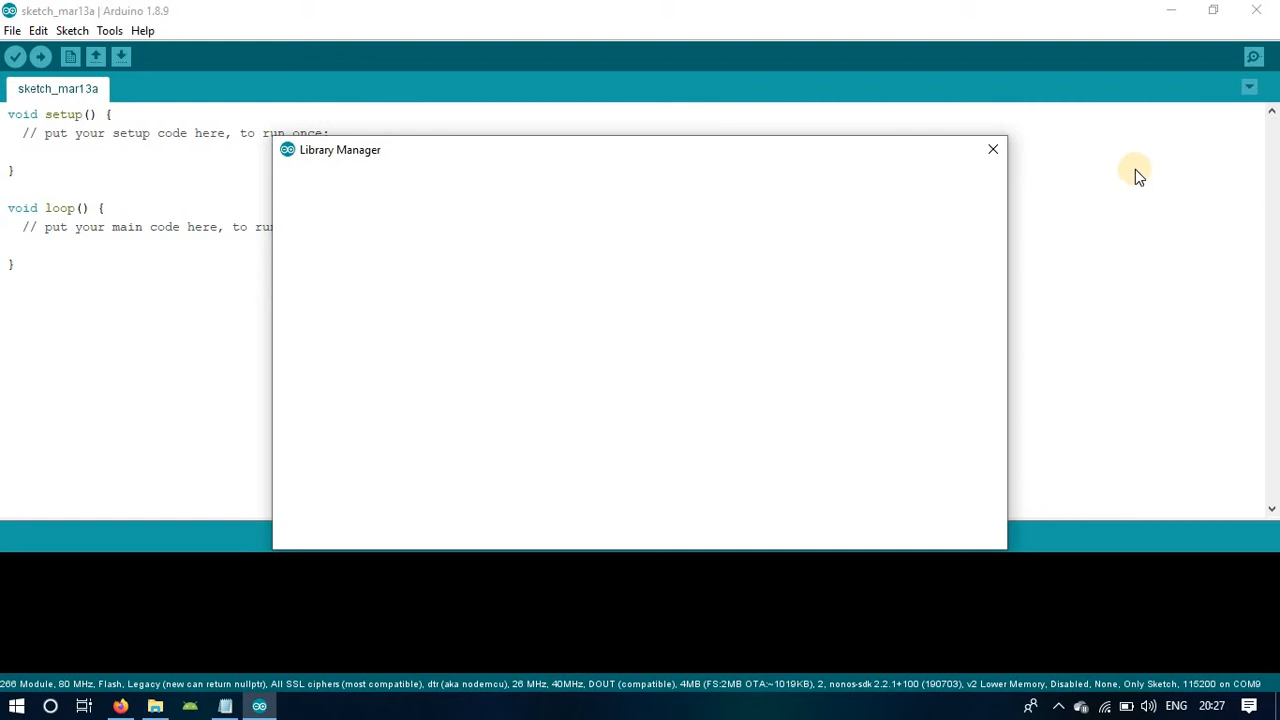 sketch_mar13a | Arduino 1.8.9
File Edit Sketch Tools Help
sketch_mar13a
void setup() {
// put your setup code here, to run once:
}
void loop() {
// put your main code here, to run
}
Library Manager
266 Module, 80 MHz, Flash, Legacy (new can return nullptr), All SSL ciphers (most compatible), dtr (aka nodemcu), 26 MHz, 40MHz, DOUT (compatible), 4MB (FS:2MB OTA:~1019KB), 2, nonos-sdk 2.2.1+100 (190703), v2 Lower Memory, Disabled, None, Only Sketch, 115200 on COM9
ENG 20:27